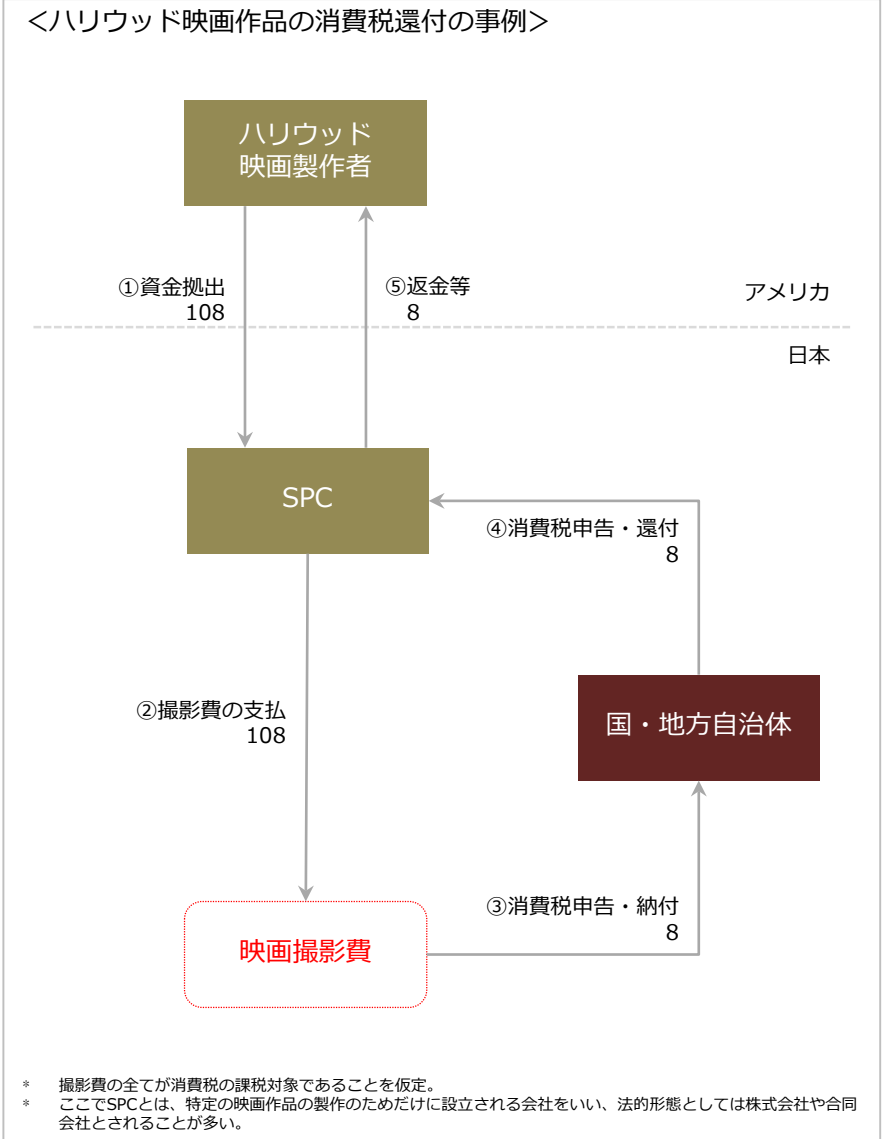 ＜ハリウッド映画作品の消費税還付の事例＞
ハリウッド
映画製作者
①資金拠出
108
⑤返金等
8
アメリカ
日本
SPC
④消費税申告・還付
8
②撮影費の支払
108
国・地方自治体
③消費税申告・納付
8
映画撮影費
* 撮影費の全てが消費税の課税対象であることを仮定。
* ここでSPCとは、特定の映画作品の製作のためだけに設立される会社をいい、法的形態としては株式会社や合同
会社とされることが多い。